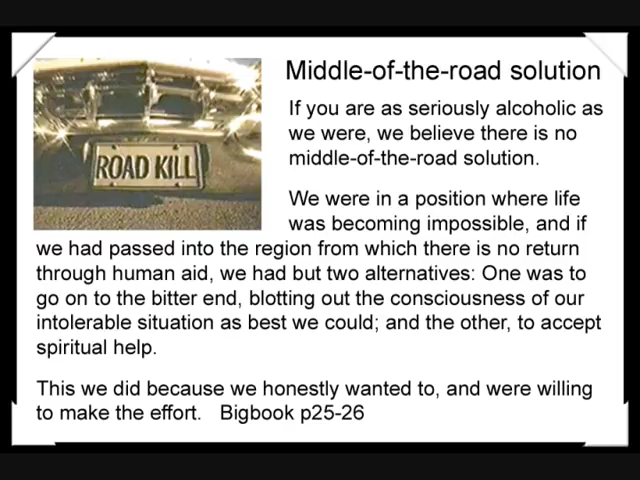 Middle-of-the-road solution
If you are as seriously alcoholic as
we were, we believe there is no
middle-of-the-road solution.
ROAD KILL
We were in a position where life
was becoming impossible, and if
we had passed into the region from which there is no return
through human aid, we had but two alternatives: One was to
go on to the bitter end, blotting out the consciousness of our
intolerable situation as best we could; and the other, to accept
spiritual help.
This we did because we honestly wanted to, and were willing
to make the effort. Bigbook p25-26